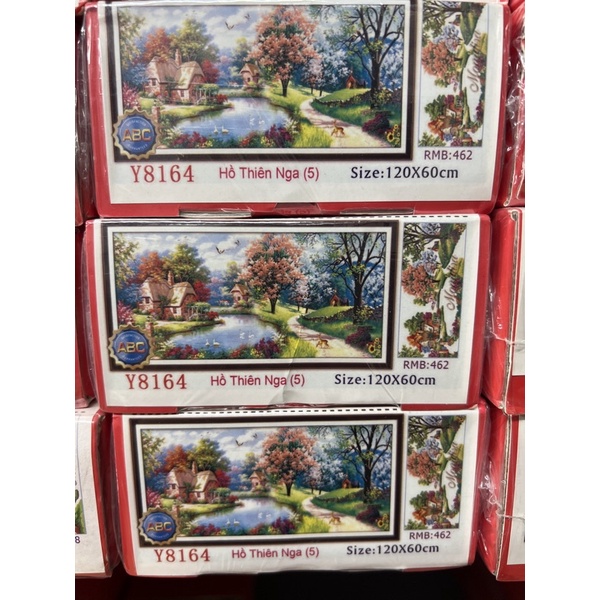 ABC
RMB:462
Y8164 Hồ Thiên Nga (5) Size:120X60cm
ABC
RMB:462
Y8164 Hồ Thiên Nga (5) Size:120X60cm
ABC
RMB:462
Y8164 Hồ Thiên Nga (5) Size:120X60cm
8